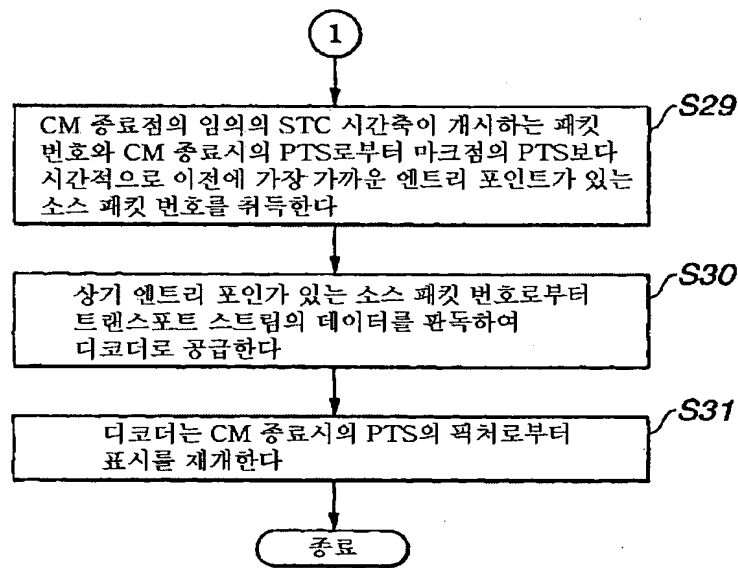 1
S29
CM 종료점의 임의의 STC 시간축이 개시하는 패킷
번호와 CM 종료시의 PTS로부터 마크점의 PTS보다
시간적으로 이전에 가장 가까운 엔트리 포인트가 있는
소스 패킷 번호를 취득한다
S30
상기 엔트리 포인가 있는 소스 패킷 번호로부터
트랜스포트 스트림의 데이터를 판독하여
디코더로 공급한다
S31
디코더는 CM 종료시의 PTS의 픽처로부터
표시를 재개한다
종료